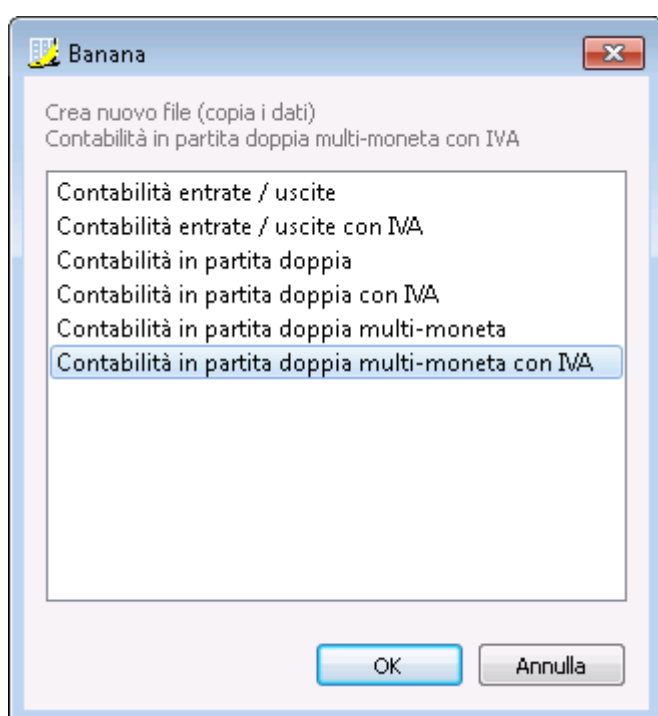 Banana
Crea nuovo file (copia i dati)
Contabilità in partita doppia multi-moneta con IVA
Contabilità entrate / uscite
Contabilità entrate / uscite con IVA
Contabilità in partita doppia
Contabilità in partita doppia con IVA
Contabilità in partita doppia multi-moneta
Contabilità in partita doppia multi-moneta con IVA
OK Annulla